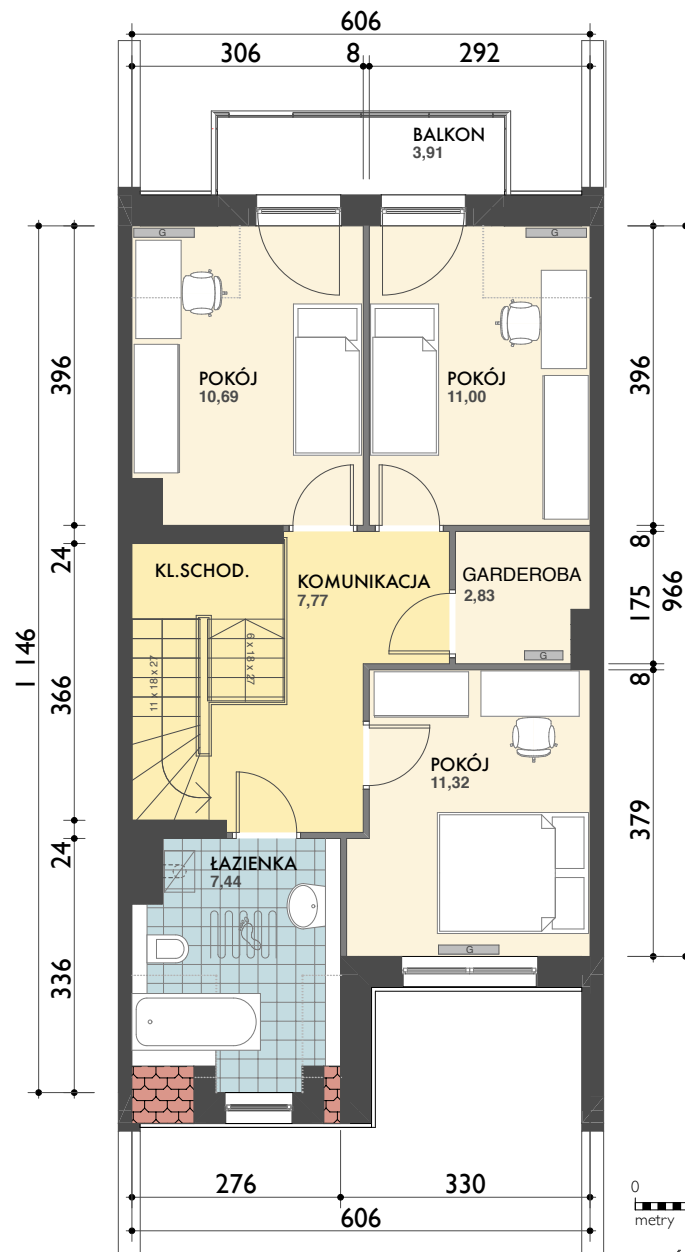 606
306 8 292
BALKON
3,91
G G
POKÓJ
10,69
POKÓJ
11,00
396 396
24 8
KL.SCHOD.
KOMUNIKACJA
7,77
GARDEROBA
2,83
175 966
1 146
366
11 x 18 x 27
6 x 18 x 27
G
8
POKÓJ
11,32
379
24
ŁAZIENKA
7,44
G
336
276 330
606
0
metry